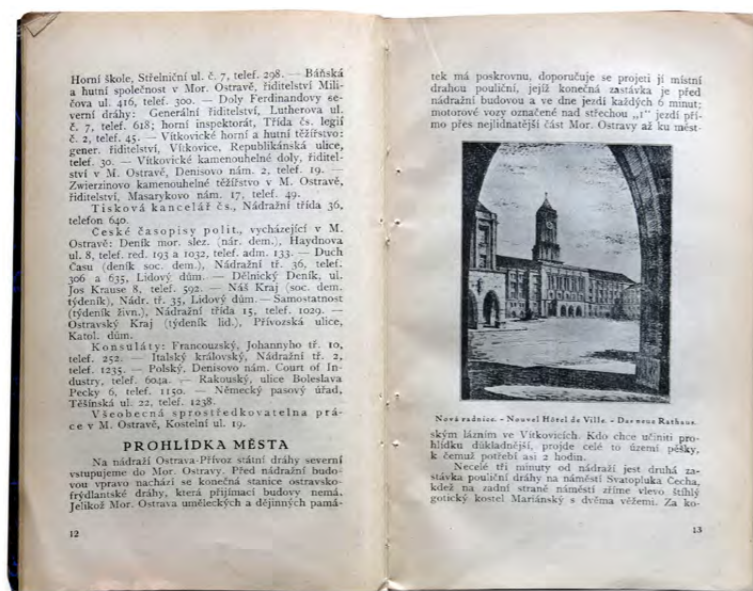 Horní škole, Střelniční ul. č. 7, telef. 298. — Báňská
a hutní společnost v Mor. Ostravě, ředitelství Milí-
čova ul. 416, telef. 300. — Doly Ferdinandovy se-
verní dráhy: Generální ředitelství, Lutherova ul.
č. 7, telef. 618; horní inspektorát, Třída čs. legií
č. 2, telef. 45. — Vítkovické horní a hutní těžířstvo:
gener. ředitelství, Vítkovice, Republikánská ulice,
telef. 30. — Vítkovické kamenouhelné doly, ředitel-
ství v M. Ostravě, Denisovo nám. 2, telef. 19. —
Zwierzinovo kamenouhelné těžířstvo v M. Ostravě,
ředitelství, Masarykovo nám. 17, telef. 49.
Tisková kancelář čs., Nádražní třída 36,
telefon 640.
České časopisy polit., vycházející v M.
Ostravě: Deník mor. slez. (nár. dem.), Haydnova
ul. 8, telef. red. 193 a 1032, telef. adm. 133. — Duch
Času (deník soc. dem.), Nádražní tř. 36, telef.
306 a 635, Lidový dům. — Dělnický Deník, ul.
Jos Krause 8, telef. 592. — Náš Kraj (soc. dem.
týdeník), Nádr. tř. 35, Lidový dům. — Samostatnost
(týdeník živn.), Nádražní třída 15, telef. 1029. —
Ostravský Kraj (týdeník lid.), Přívozská ulice,
Katol. dům.
Konsuláty: Francouzský, Johannyho tř. 10,
telef. 252. — Italský královský, Nádražní tř. 2,
telef. 1235. — Polský, Denisovo nám. Court of In-
dustry, telef. 604a. — Rakouský, ulice Boleslava
Pecky 6, telef. 1150. — Německý pasový úřad,
Těšínská ul. 22, telef. 1238.
Všeobecná sprostředkovatelna prá-
ce v M. Ostravě, Kostelní ul. 19.
PROHLÍDKA MĚSTA
Na nádraží Ostrava-Přívoz státní dráhy severní
vstupujeme do Mor. Ostravy. Před nádražní budo-
vou vpravo nachází se konečná stanice ostravsko-
frýdlantské dráhy, která přijímací budovy nemá.
Jelikož Mor. Ostrava uměleckých a dějinných pamá-
12
tek má poskrovnu, doporučuje se projeti jí místní
drahou pouliční, jejíž konečná zastávka je před
nádražní budovou a ve dne jezdí každých 6 minut;
motorové vozy označené nad střechou „1“ jezdí pří-
mo přes nejlidnatější část Mor. Ostravy až ku měst-
Nová radnice. - Nouvel Hôtel de Ville. - Das neue Rathaus.
ským lázním ve Vítkovicích. Kdo chce učiniti pro-
hlídku důkladnější, projde celé to území pěšky,
k čemuž potřebí asi 2 hodin.
Necelé tři minuty od nádraží jest druhá za-
stávka pouliční dráhy na náměstí Svatopluka Čecha,
kdež na zadní straně náměstí zříme vlevo štíhlý
gotický kostel Mariánský s dvěma věžemi. Za ko-
13